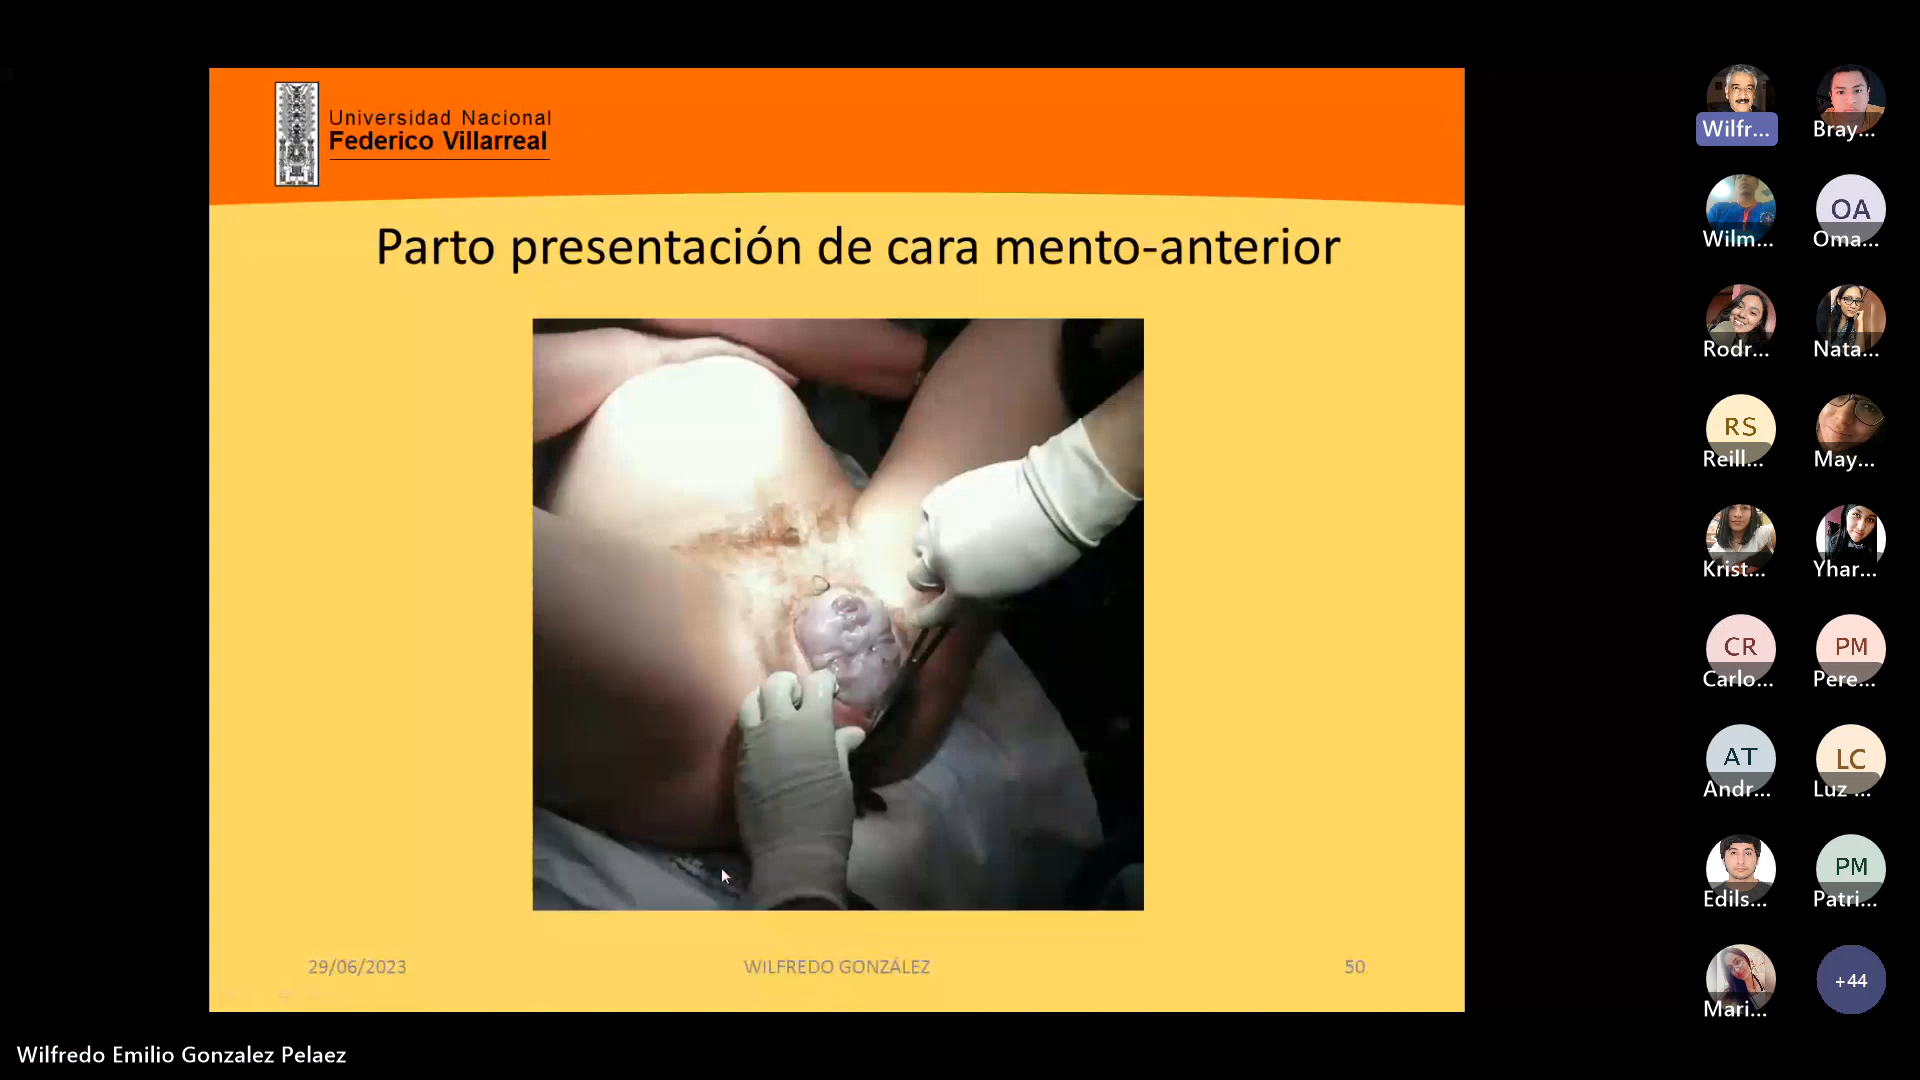 Universidad Nacional
Federico Villarreal
Parto presentación de cara mento-anterior
29/06/2023
WILFREDO GONZÁLEZ
50
Wilfr...
Bray...
Wilm...
OA
Oma...
Rodr...
Nata...
RS
Reill...
May...
Krist...
Yhar...
CR
Carlo...
PM
Pere...
AT
Andr...
LC
Luz ...
Edils...
PM
Patri...
Mari...
+44
Wilfredo Emilio Gonzalez Pelaez